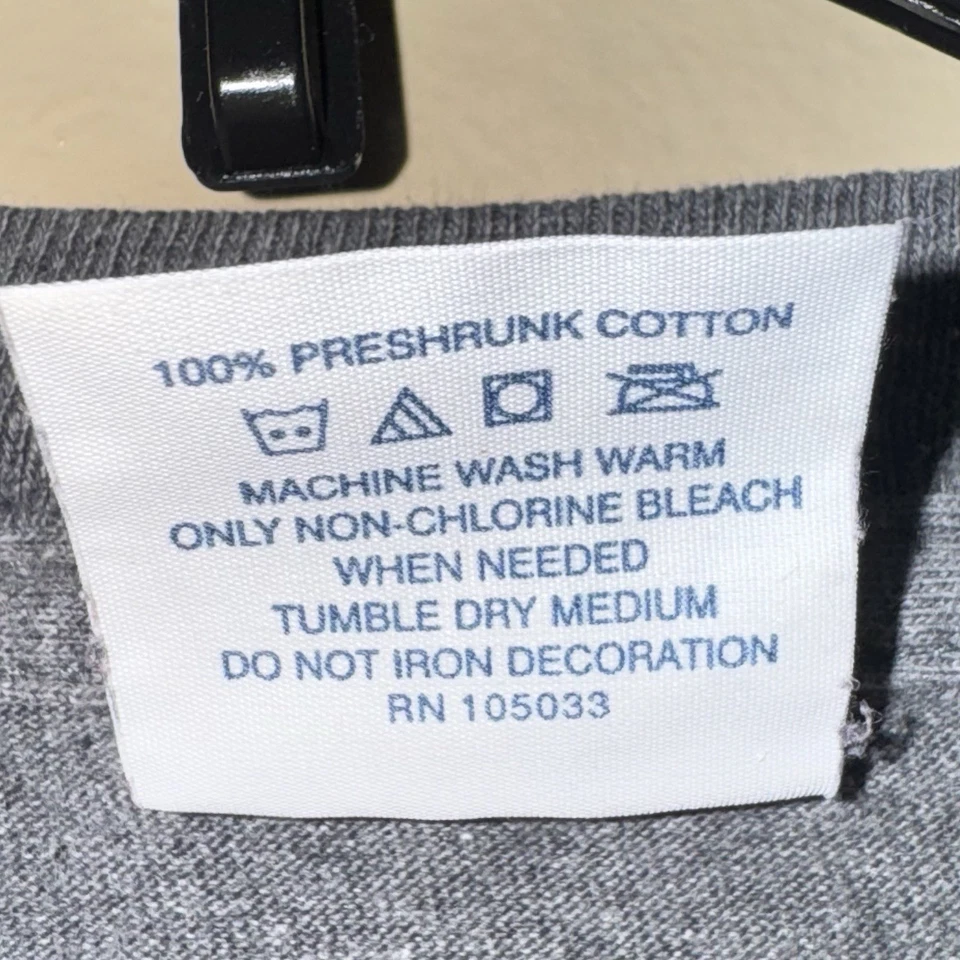 100% PRESHRUNK COTTON
MACHINE WASH WARM
ONLY NON-CHLORINE BLEACH
WHEN NEEDED
TUMBLE DRY MEDIUM
DO NOT IRON DECORATION
RN 105033